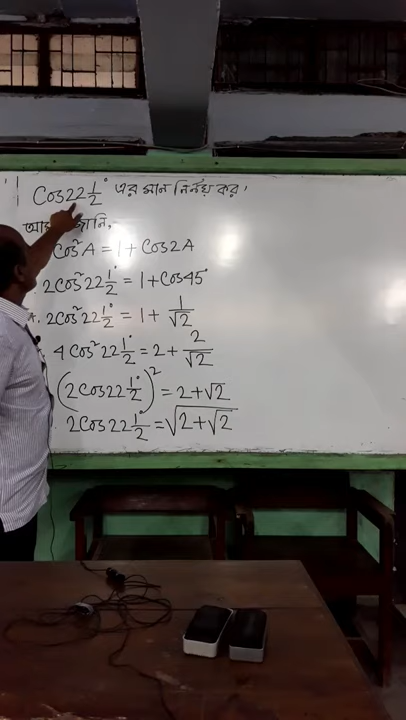 Cos22½° এর মান নির্নয় কর।
জানি,
Cos²A = 1 + Cos2A
2Cos²22½° = 1 + Cos45°
2Cos²22½° = 1 + 1/√2
4Cos²22½° = 2 + 2/√2
(2Cos22½°)² = 2 + √2
2Cos22½° = √(2+√2)